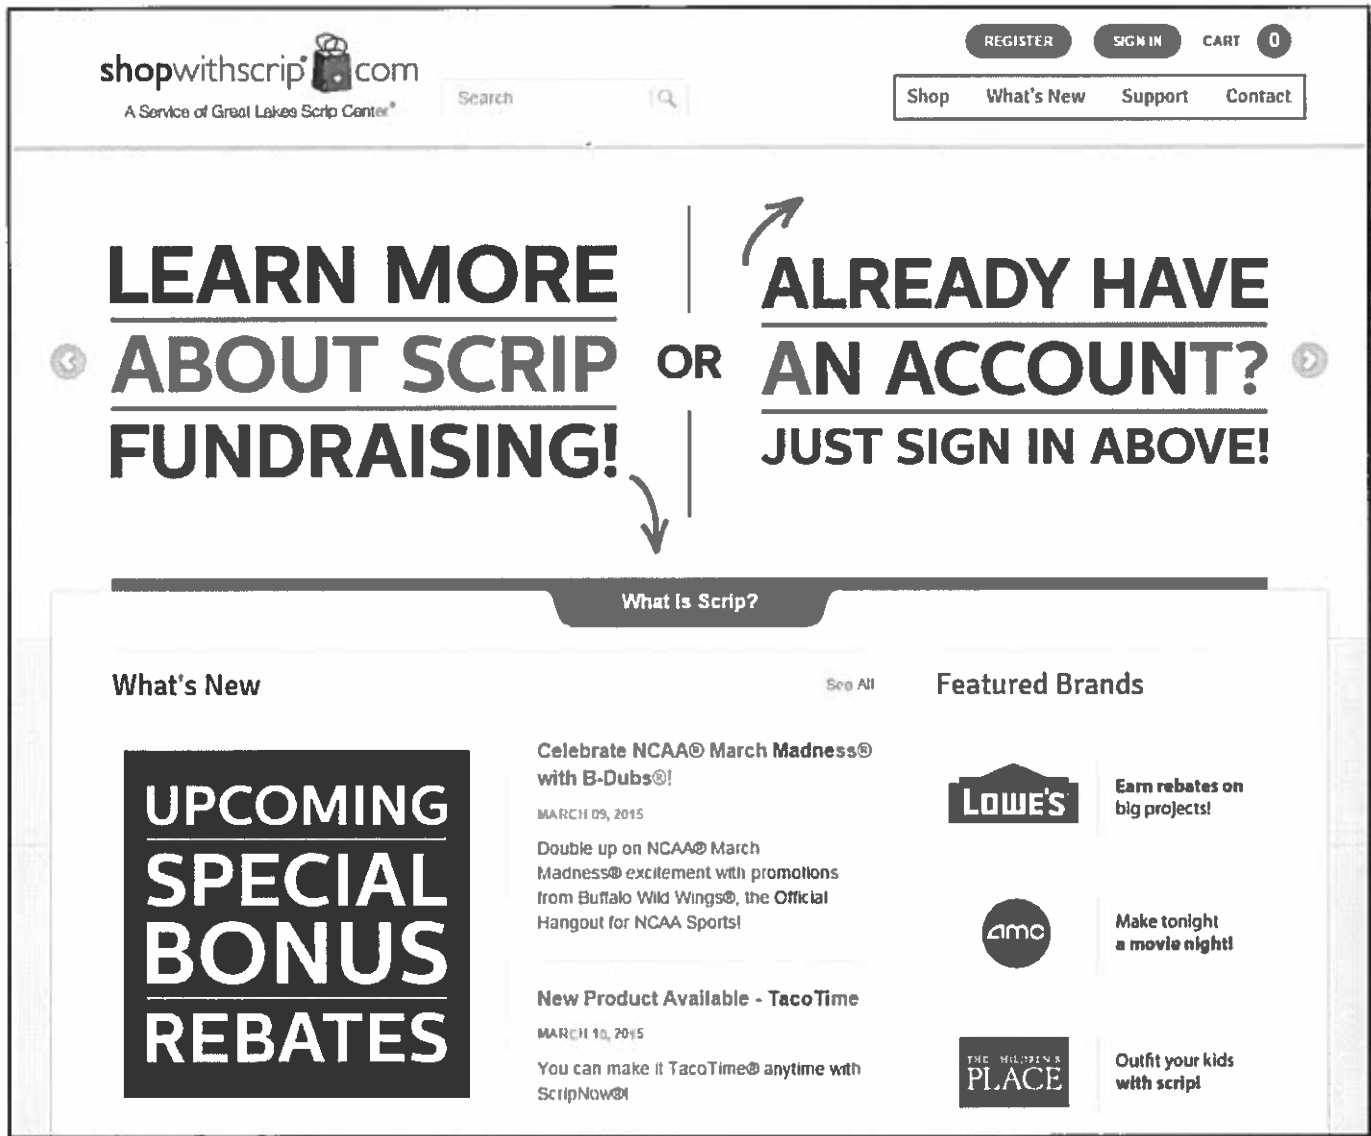 REGISTER SIGN IN CART 0
shopwithscrip.com
A Service of Great Lakes Scrip Center®
Search
Shop What's New Support Contact
LEARN MORE
ABOUT SCRIP
FUNDRAISING!
OR
ALREADY HAVE
AN ACCOUNT?
JUST SIGN IN ABOVE!
What is Scrip?
What's New
See All
UPCOMING
SPECIAL
BONUS
REBATES
Celebrate NCAA® March Madness®
with B-Dubs®!
MARCH 09, 2015
Double up on NCAA® March
Madness® excitement with promotions
from Buffalo Wild Wings®, the Official
Hangout for NCAA Sports!
New Product Available - TacoTime
MARCH 10, 2015
You can make it TacoTime® anytime with
ScripNow®!
Featured Brands
LOWE'S
Earn rebates on
big projects!
amc
Make tonight
a movie night!
THE CHILDREN'S
PLACE
Outfit your kids
with scrip!